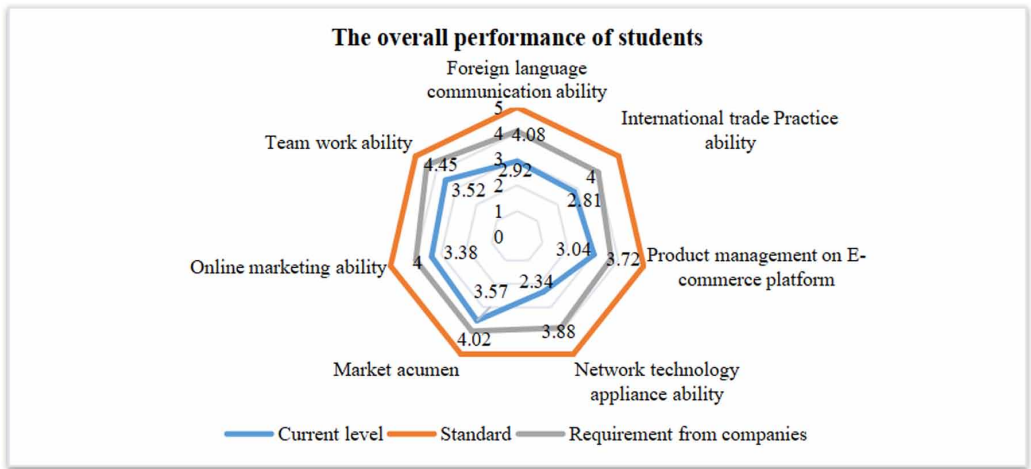 The overall performance of students
Foreign language
communication ability
International trade Practice
ability
Product management on E-
commerce platform
Network technology
appliance ability
Market acumen
Online marketing ability
Team work ability
5
4
3
2
1
0
4.08
2.92
4
2.81
3.72
3.04
3.88
2.34
4.02
3.57
4
3.38
4.45
3.52
Current level
Standard
Requirement from companies